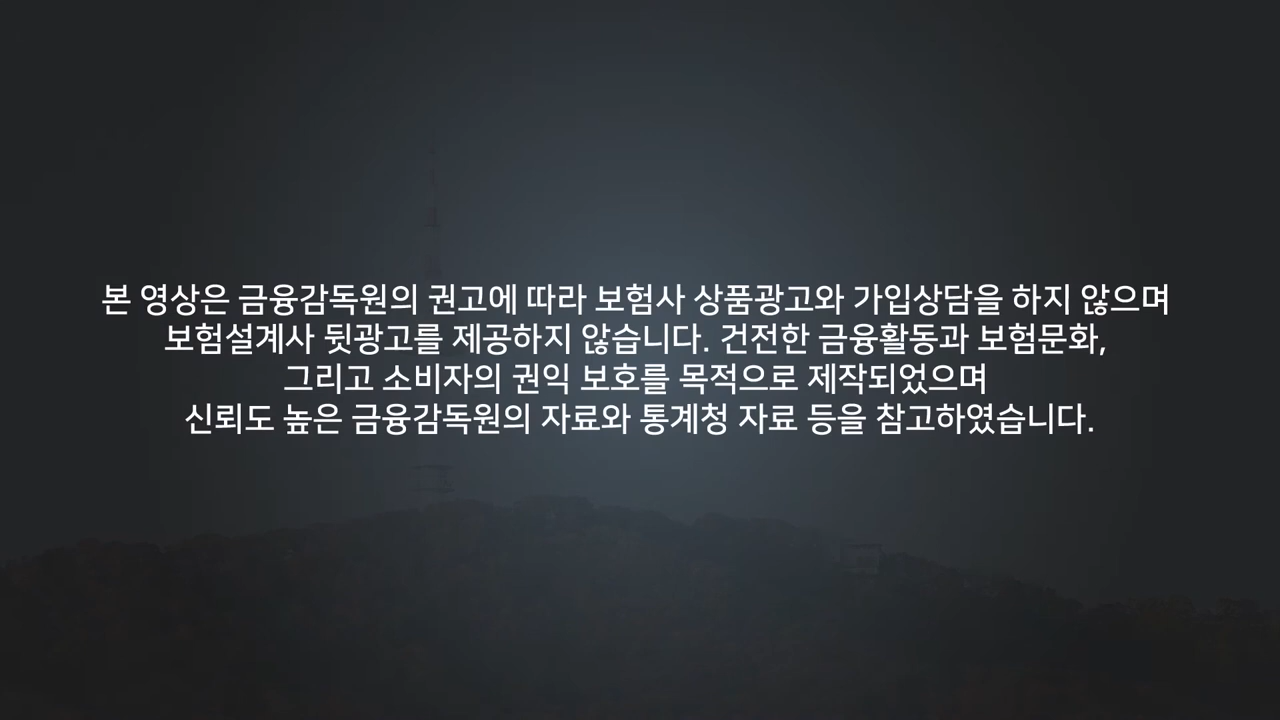 본 영상은 금융감독원의 권고에 따라 보험사 상품광고와 가입상담을 하지 않으며
보험설계사 뒷광고를 제공하지 않습니다. 건전한 금융활동과 보험문화,
그리고 소비자의 권익 보호를 목적으로 제작되었으며
신뢰도 높은 금융감독원의 자료와 통계청 자료 등을 참고하였습니다.